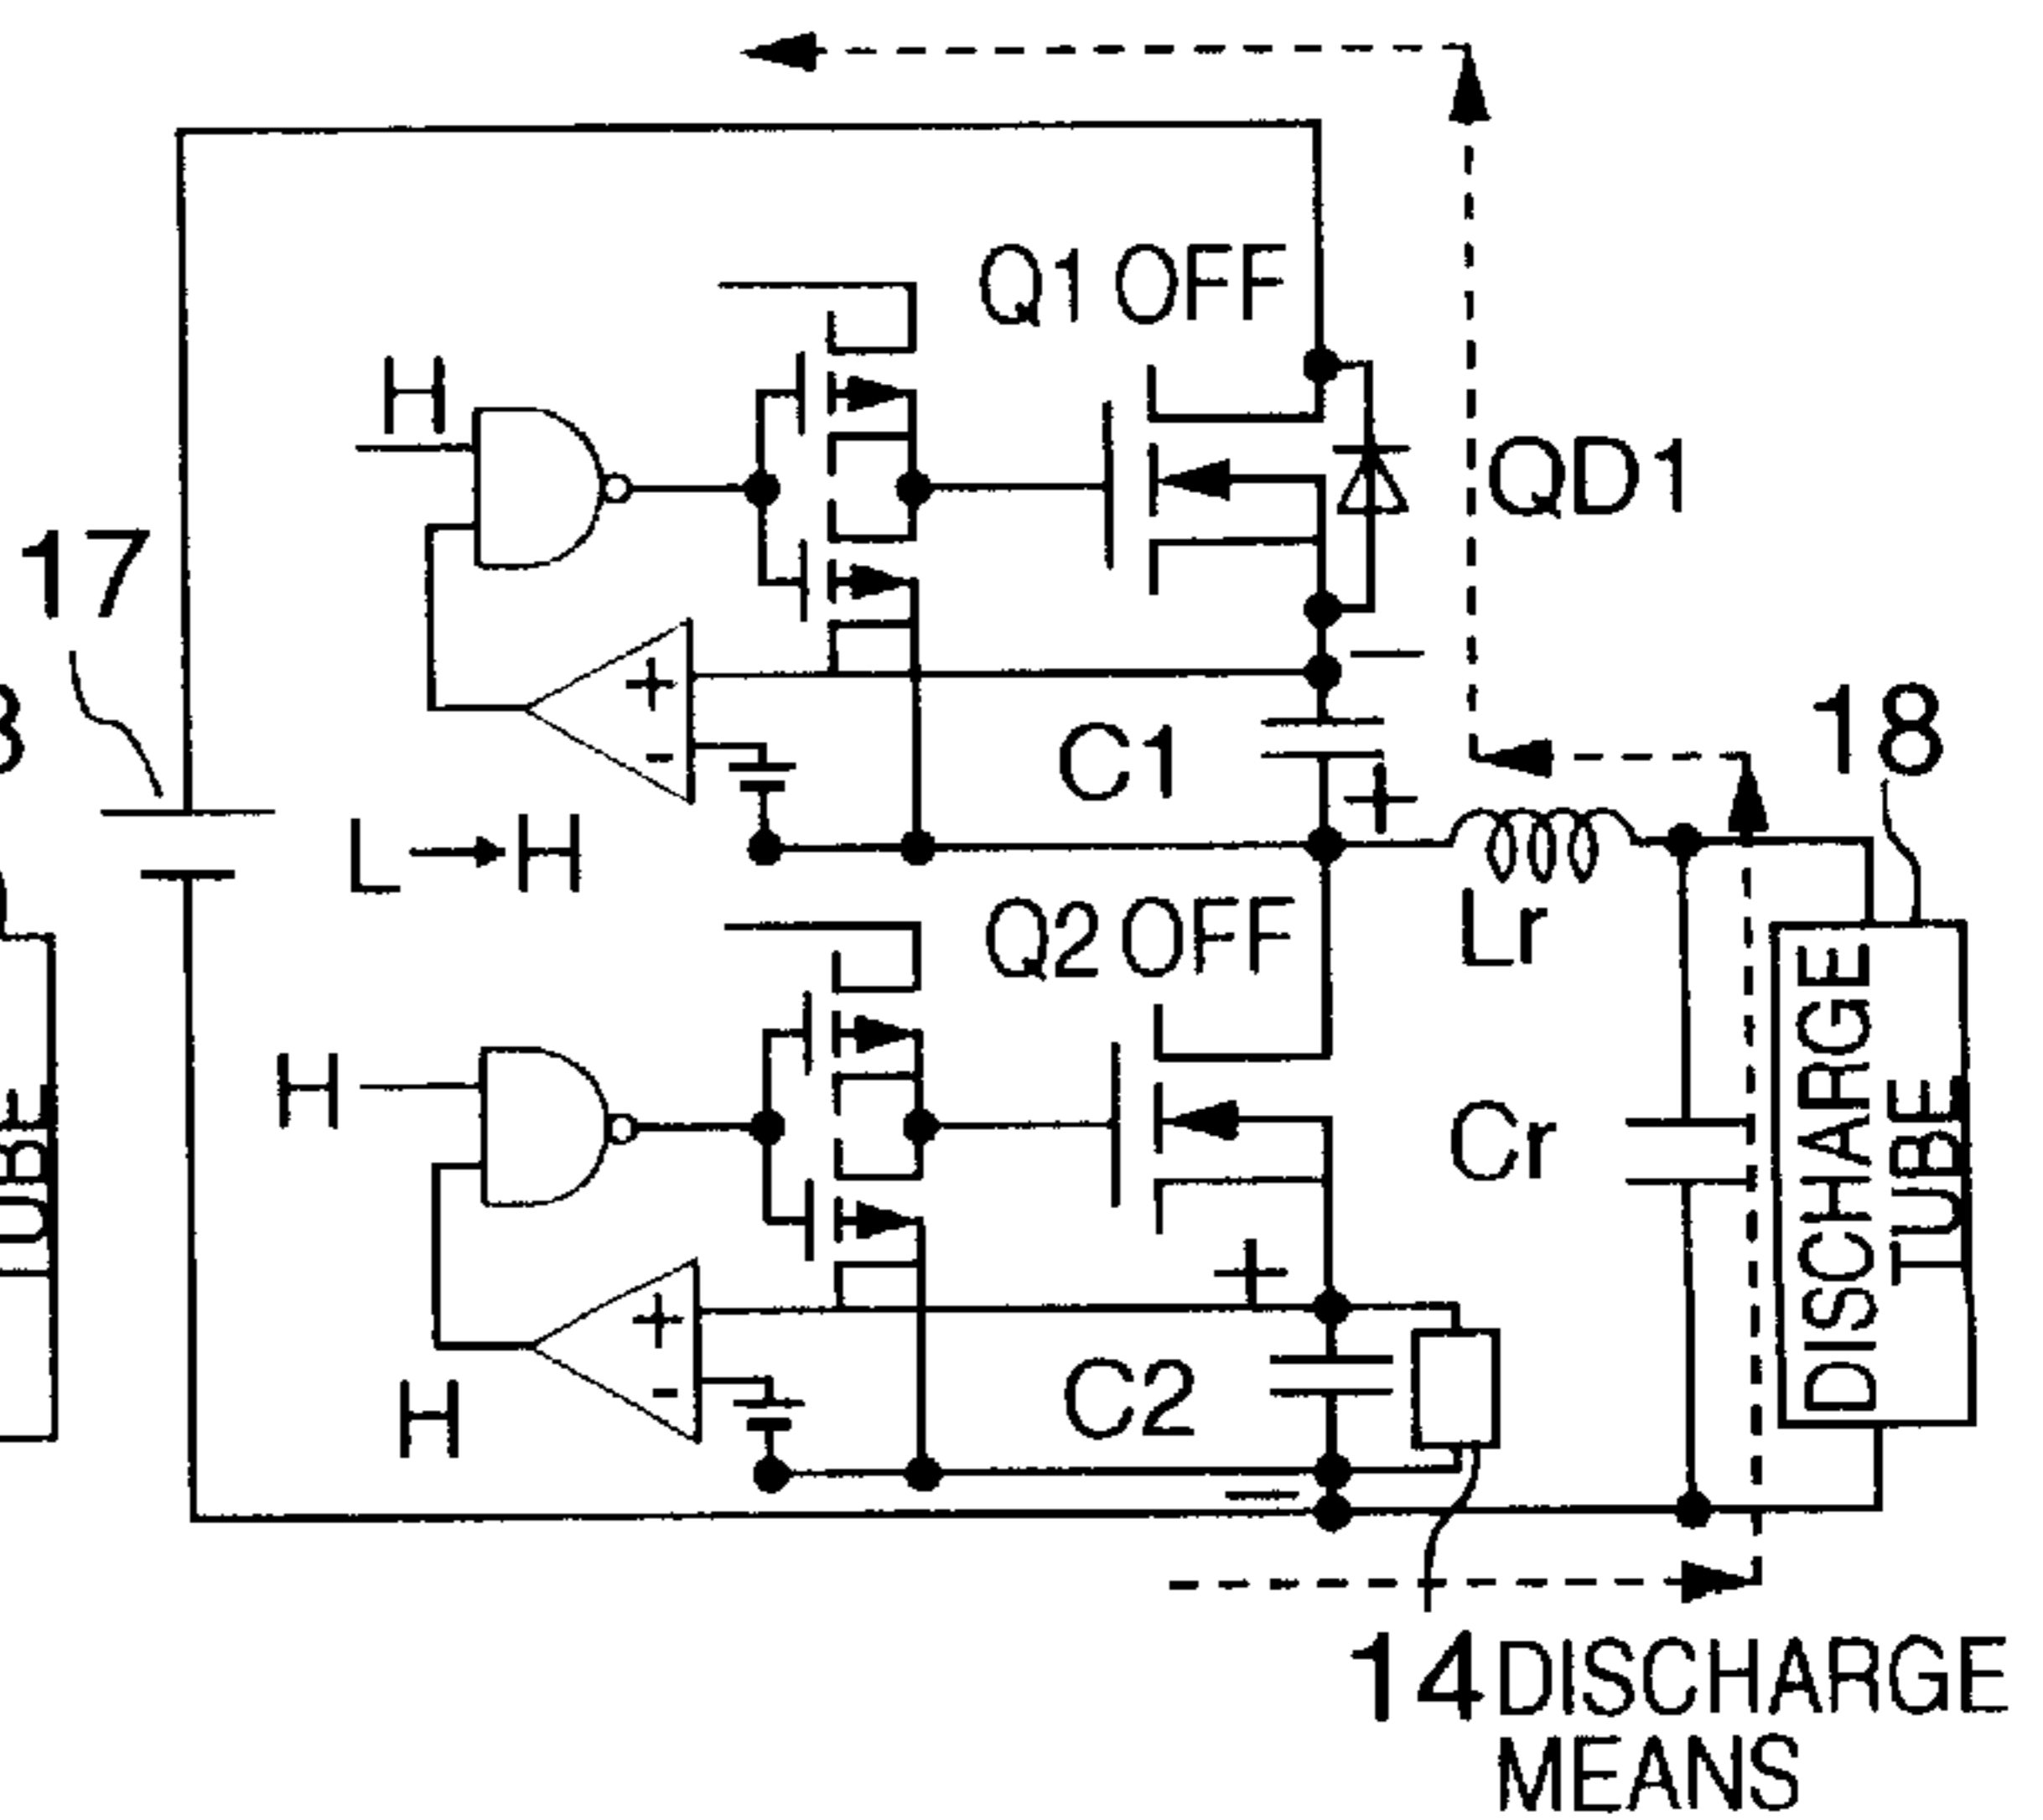 Q1 OFF
H
QD1
17
+
-
C1
+
18
L → H
Lr
Q2 OFF
H
Cr
DISCHARGE
TUBE
TUBE
+
+
-
C2
H
14 DISCHARGE
MEANS